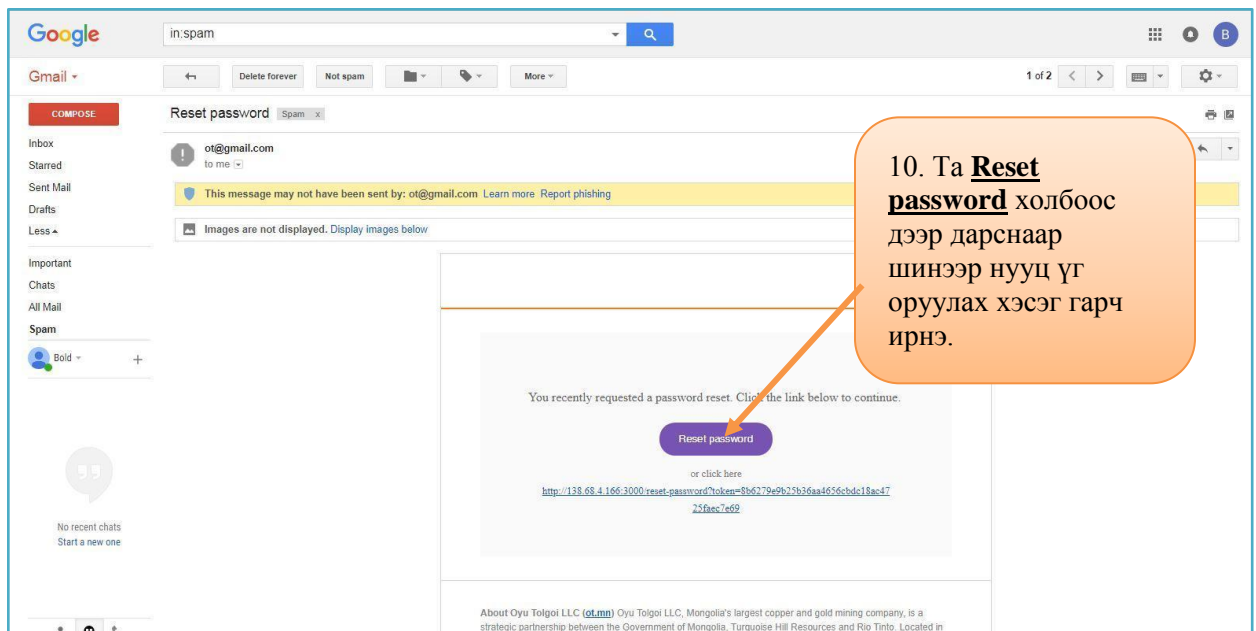 Google
in:spam
B
Gmail
Delete forever
Not spam
More
1 of 2
COMPOSE
Reset password Spam x
Inbox
Starred
Sent Mail
Drafts
Less
Important
Chats
All Mail
Spam
Bold
+
No recent chats
Start a new one
ot@gmail.com
to me
This message may not have been sent by: ot@gmail.com Learn more Report phishing
Images are not displayed. Display images below
10. Та Reset
password холбоос
дээр дарснаар
шинээр нууц үг
оруулах хэсэг гарч
ирнэ.
You recently requested a password reset. Click the link below to continue.
Reset password
or click here
http://138.68.4.166:3000/reset-password?token=8b6279e9b25b36aa4656cbdc18ac47
25faec7e69
About Oyu Tolgoi LLC (ot.mn) Oyu Tolgoi LLC, Mongolia's largest copper and gold mining company, is a
strategic partnership between the Government of Mongolia, Turquoise Hill Resources and Rio Tinto. Located in